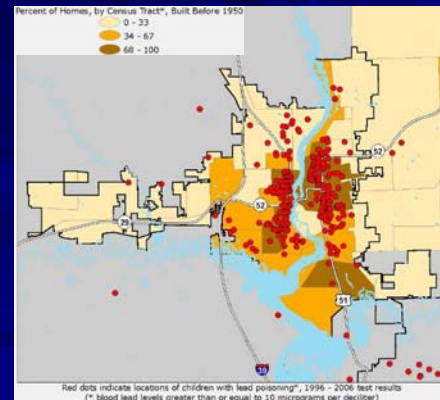 Percent of Homes, by Census Tract*, Built Before 1950
0 - 33
34 - 67
68 - 100
52
29
52
51
39
Red dots indicate locations of children with lead poisoning*, 1996 - 2006 test results
(* blood lead levels greater than or equal to 10 micrograms per deciliter)